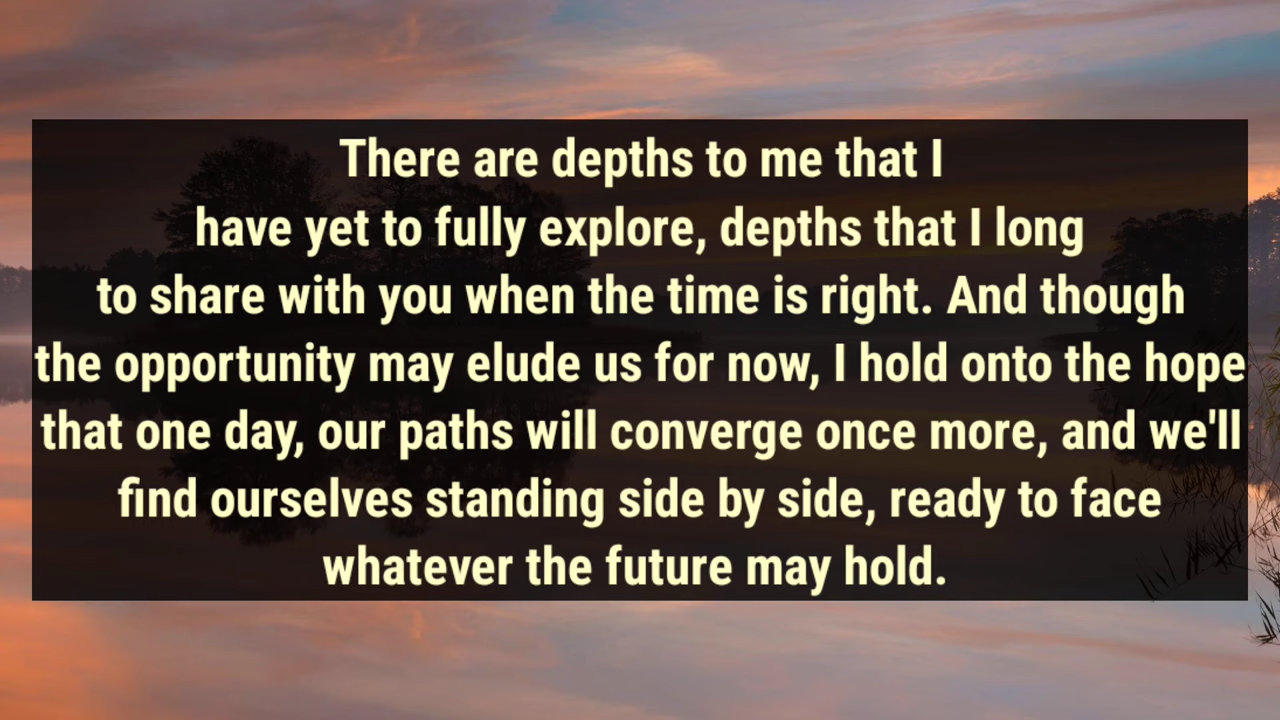 There are depths to me that I
have yet to fully explore, depths that I long
to share with you when the time is right. And though
the opportunity may elude us for now, I hold onto the hope
that one day, our paths will converge once more, and we'll
find ourselves standing side by side, ready to face
whatever the future may hold.